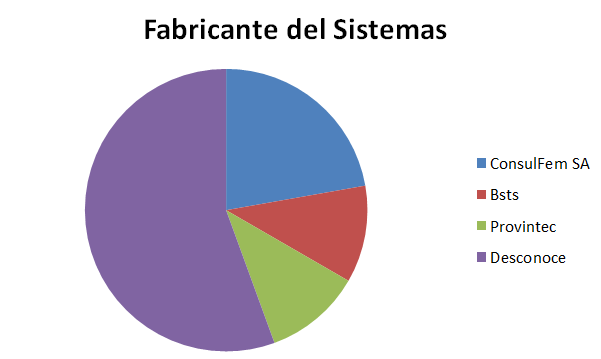 Fabricante del Sistemas
ConsulFem SA
Bsts
Provintec
Desconoce